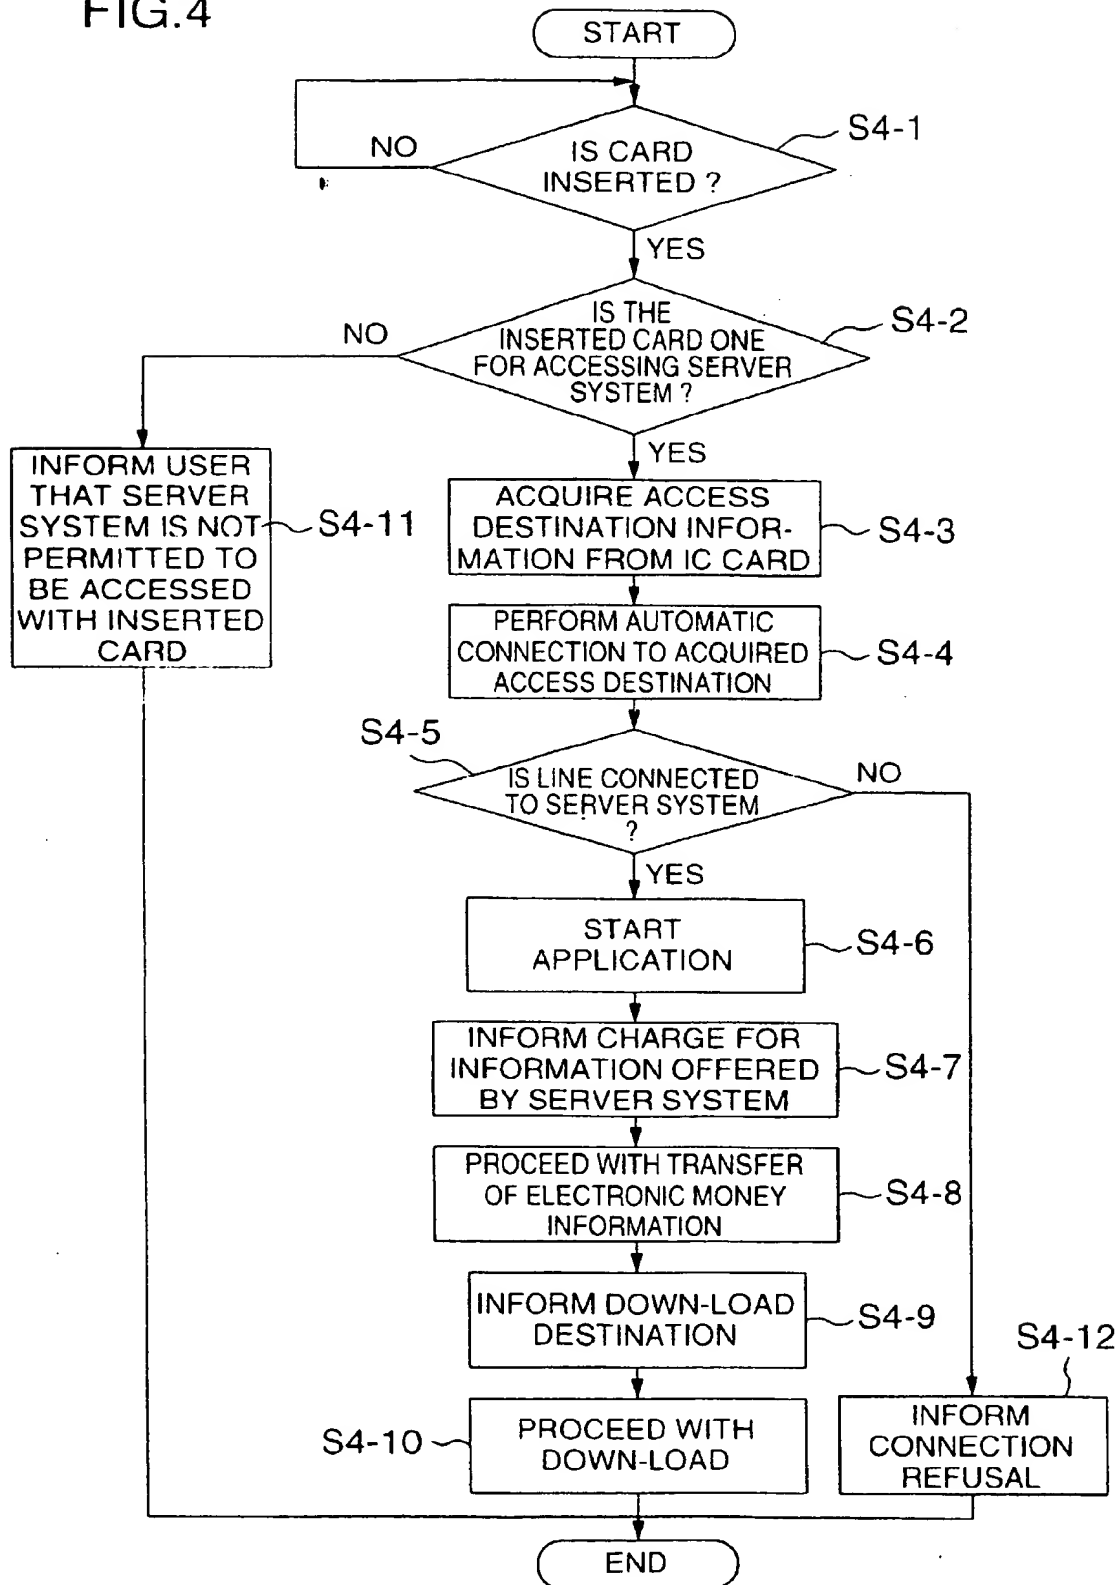 FIG.4
START
NO
IS CARD
INSERTED ?
S4-1
YES
NO
IS THE
INSERTED CARD ONE
FOR ACCESSING SERVER
SYSTEM ?
S4-2
YES
INFORM USER
THAT SERVER
SYSTEM IS NOT
PERMITTED TO
BE ACCESSED
WITH INSERTED
CARD
S4-11
ACQUIRE ACCESS
DESTINATION INFOR-
MATION FROM IC CARD
S4-3
PERFORM AUTOMATIC
CONNECTION TO ACQUIRED
ACCESS DESTINATION
S4-4
S4-5
IS LINE CONNECTED
TO SERVER SYSTEM
?
NO
YES
START
APPLICATION
S4-6
INFORM CHARGE FOR
INFORMATION OFFERED
BY SERVER SYSTEM
S4-7
PROCEED WITH TRANSFER
OF ELECTRONIC MONEY
INFORMATION
S4-8
INFORM DOWN-LOAD
DESTINATION
S4-9
S4-10
PROCEED WITH
DOWN-LOAD
S4-12
INFORM
CONNECTION
REFUSAL
END